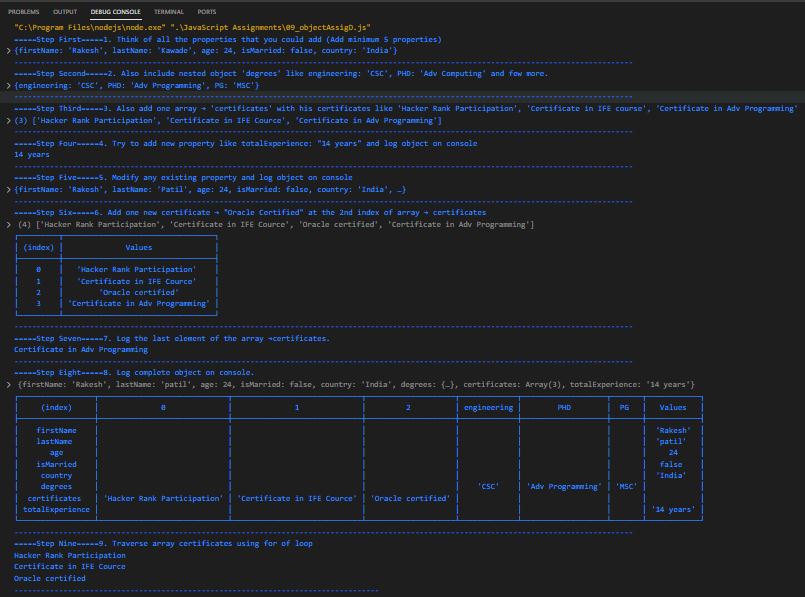 PROBLEMS OUTPUT DEBUG CONSOLE TERMINAL PORTS
"C:\Program Files\nodejs\node.exe" ".\JavaScript Assignments\09_objectAssigD.js"
=====Step First=====1. Think of all the properties that you could add (Add minimum 5 properties)
> {firstName: 'Rakesh', lastName: 'Kawade', age: 24, isMarried: false, country: 'India'}
=====Step Second=====2. Also include nested object 'degrees' like engineering: 'CSC', PHD: 'Adv Computing' and few more.
> {engineering: 'CSC', PHD: 'Adv Programming', PG: 'MSC'}
=====Step Third=====3. Also add one array → 'certificates' with his certificates like 'Hacker Rank Participation', 'Certificate in IFE course', 'Certificate in Adv Programming'
> (3) ['Hacker Rank Participation', 'Certificate in IFE Cource', 'Certificate in Adv Programming']
=====Step Four=====4. Try to add new property like totalExperience: "14 years" and log object on console
14 years
=====Step Five=====5. Modify any existing property and log object on console
> {firstName: 'Rakesh', lastName: 'Patil', age: 24, isMarried: false, country: 'India', …}
=====Step Six=====6. Add one new certificate → "Oracle Certified" at the 2nd index of array → certificates
> (4) ['Hacker Rank Participation', 'Certificate in IFE Cource', 'Oracle certified', 'Certificate in Adv Programming']
(index) Values
0 'Hacker Rank Participation'
1 'Certificate in IFE Cource'
2 'Oracle certified'
3 'Certificate in Adv Programming'
=====Step Seven=====7. Log the last element of the array →certificates.
Certificate in Adv Programming
=====Step Eight=====8. Log complete object on console.
> {firstName: 'Rakesh', lastName: 'patil', age: 24, isMarried: false, country: 'India', degrees: {…}, certificates: Array(3), totalExperience: '14 years'}
(index) 0 1 2 engineering PHD PG Values
firstName 'Rakesh'
lastName 'patil'
age 24
isMarried false
country 'India'
degrees 'CSC' 'Adv Programming' 'MSC'
certificates 'Hacker Rank Participation' 'Certificate in IFE Cource' 'Oracle certified'
totalExperience '14 years'
=====Step Nine=====9. Traverse array certificates using for of loop
Hacker Rank Participation
Certificate in IFE Cource
Oracle certified